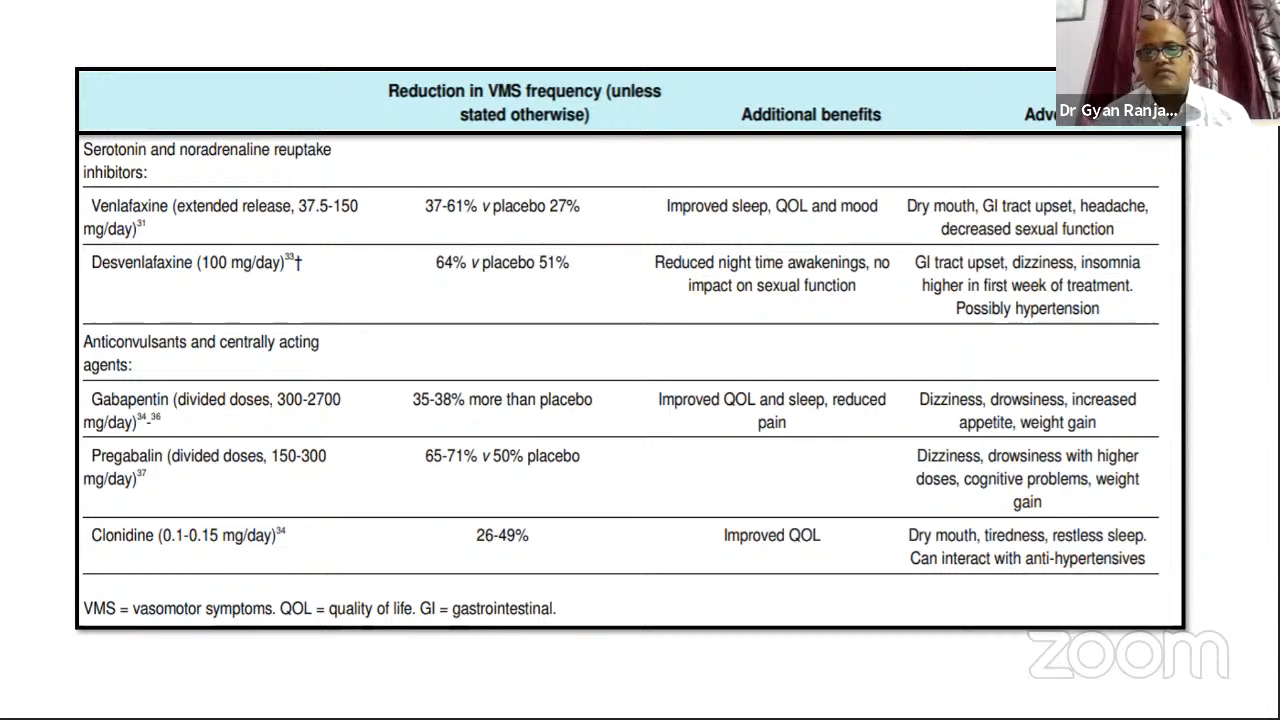 Dr Gyan Ranja...
Reduction in VMS frequency (unless
stated otherwise)
Additional benefits
Serotonin and noradrenaline reuptake
inhibitors:
Venlafaxine (extended release, 37.5-150
mg/day)31
37-61% v placebo 27%
Improved sleep, QOL and mood
Dry mouth, GI tract upset, headache,
decreased sexual function
Desvenlafaxine (100 mg/day)33†
64% v placebo 51%
Reduced night time awakenings, no
impact on sexual function
GI tract upset, dizziness, insomnia
higher in first week of treatment.
Possibly hypertension
Anticonvulsants and centrally acting
agents:
Gabapentin (divided doses, 300-2700
mg/day)34-36
35-38% more than placebo
Improved QOL and sleep, reduced
pain
Dizziness, drowsiness, increased
appetite, weight gain
Pregabalin (divided doses, 150-300
mg/day)37
65-71% v 50% placebo
Dizziness, drowsiness with higher
doses, cognitive problems, weight
gain
Clonidine (0.1-0.15 mg/day)34
26-49%
Improved QOL
Dry mouth, tiredness, restless sleep.
Can interact with anti-hypertensives
VMS = vasomotor symptoms. QOL = quality of life. GI = gastrointestinal.
zoom